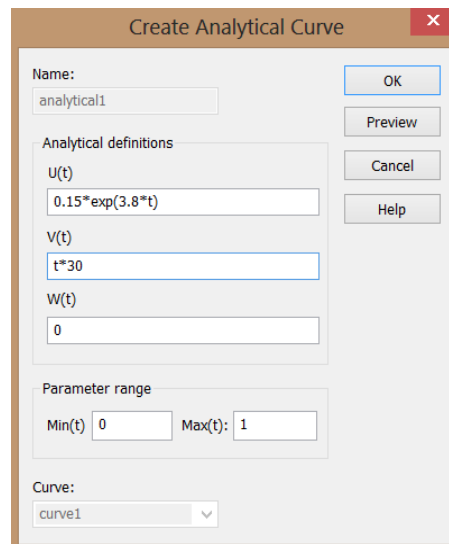 Create Analytical Curve
x
Name:
analytical1
OK
Preview
Cancel
Help
Analytical definitions
U(t)
0.15*exp(3.8*t)
V(t)
t*30
W(t)
0
Parameter range
Min(t) 0 Max(t): 1
Curve:
curve1